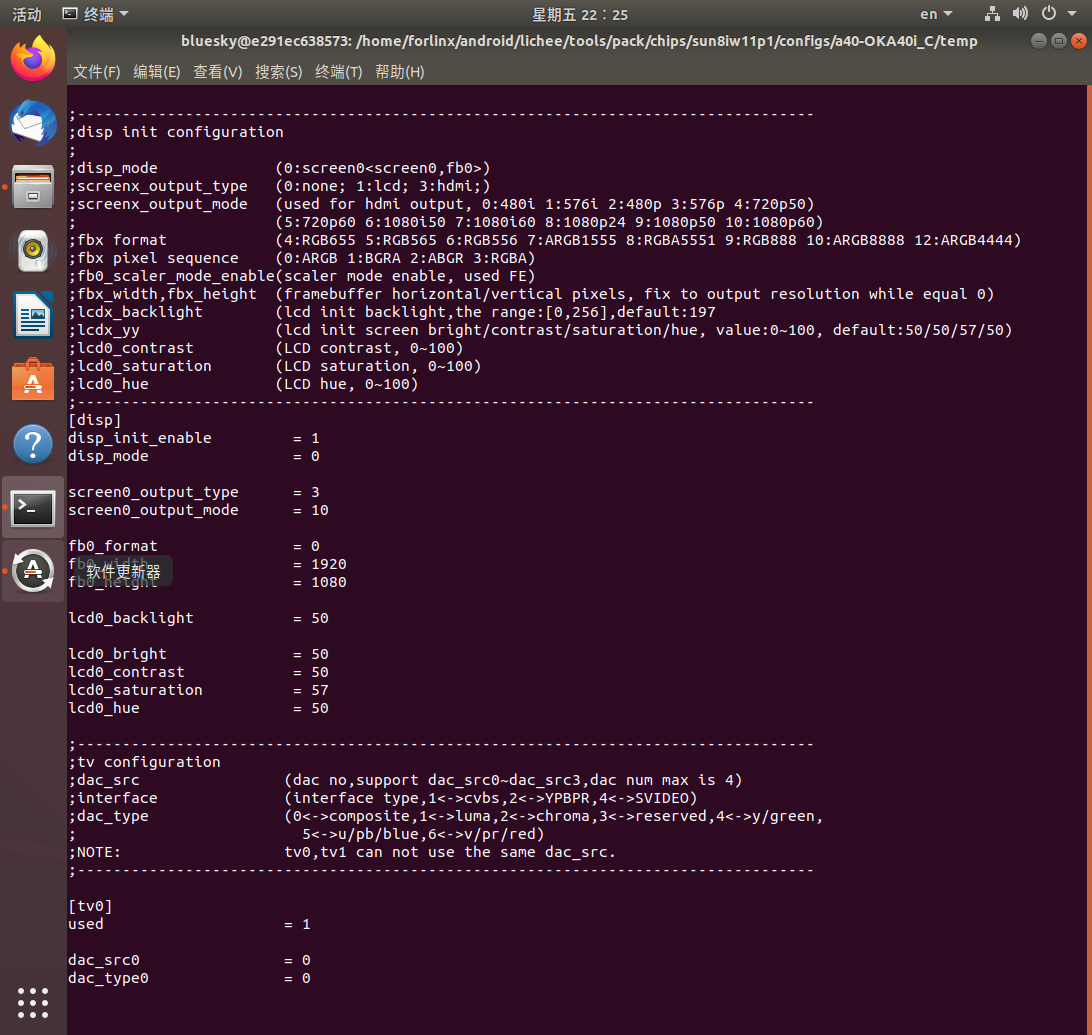 活动 终端 星期五 22：25 en
bluesky@e291ec638573: /home/forlinx/android/lichee/tools/pack/chips/sun8iw11p1/configs/a40-OKA40i_C/temp
文件(F) 编辑(E) 查看(V) 搜索(S) 终端(T) 帮助(H)
;----------------------------------------------------------------------------------
;disp init configuration
;
;disp_mode             (0:screen0<screen0,fb0>)
;screenx_output_type   (0:none; 1:lcd; 3:hdmi;)
;screenx_output_mode   (used for hdmi output, 0:480i 1:576i 2:480p 3:576p 4:720p50)
;                      (5:720p60 6:1080i50 7:1080i60 8:1080p24 9:1080p50 10:1080p60)
;fbx format            (4:RGB655 5:RGB565 6:RGB556 7:ARGB1555 8:RGBA5551 9:RGB888 10:ARGB8888 12:ARGB4444)
;fbx pixel sequence    (0:ARGB 1:BGRA 2:ABGR 3:RGBA)
;fb0_scaler_mode_enable(scaler mode enable, used FE)
;fbx_width,fbx_height  (framebuffer horizontal/vertical pixels, fix to output resolution while equal 0)
;lcdx_backlight        (lcd init backlight,the range:[0,256],default:197
;lcdx_yy               (lcd init screen bright/contrast/saturation/hue, value:0~100, default:50/50/57/50)
;lcd0_contrast         (LCD contrast, 0~100)
;lcd0_saturation       (LCD saturation, 0~100)
;lcd0_hue              (LCD hue, 0~100)
;----------------------------------------------------------------------------------
[disp]
disp_init_enable         = 1
disp_mode                = 0
screen0_output_type      = 3
screen0_output_mode      = 10
fb0_format               = 0
fb0_width                = 1920
软件更新器
fb0_height               = 1080
lcd0_backlight           = 50
lcd0_bright              = 50
lcd0_contrast            = 50
lcd0_saturation          = 57
lcd0_hue                 = 50
;----------------------------------------------------------------------------------
;tv configuration
;dac_src                (dac no,support dac_src0~dac_src3,dac num max is 4)
;interface              (interface type,1<->cvbs,2<->YPBPR,4<->SVIDEO)
;dac_type               (0<->composite,1<->luma,2<->chroma,3<->reserved,4<->y/green,
;                         5<->u/pb/blue,6<->v/pr/red)
;NOTE:                  tv0,tv1 can not use the same dac_src.
;----------------------------------------------------------------------------------
[tv0]
used                    = 1
dac_src0                = 0
dac_type0               = 0